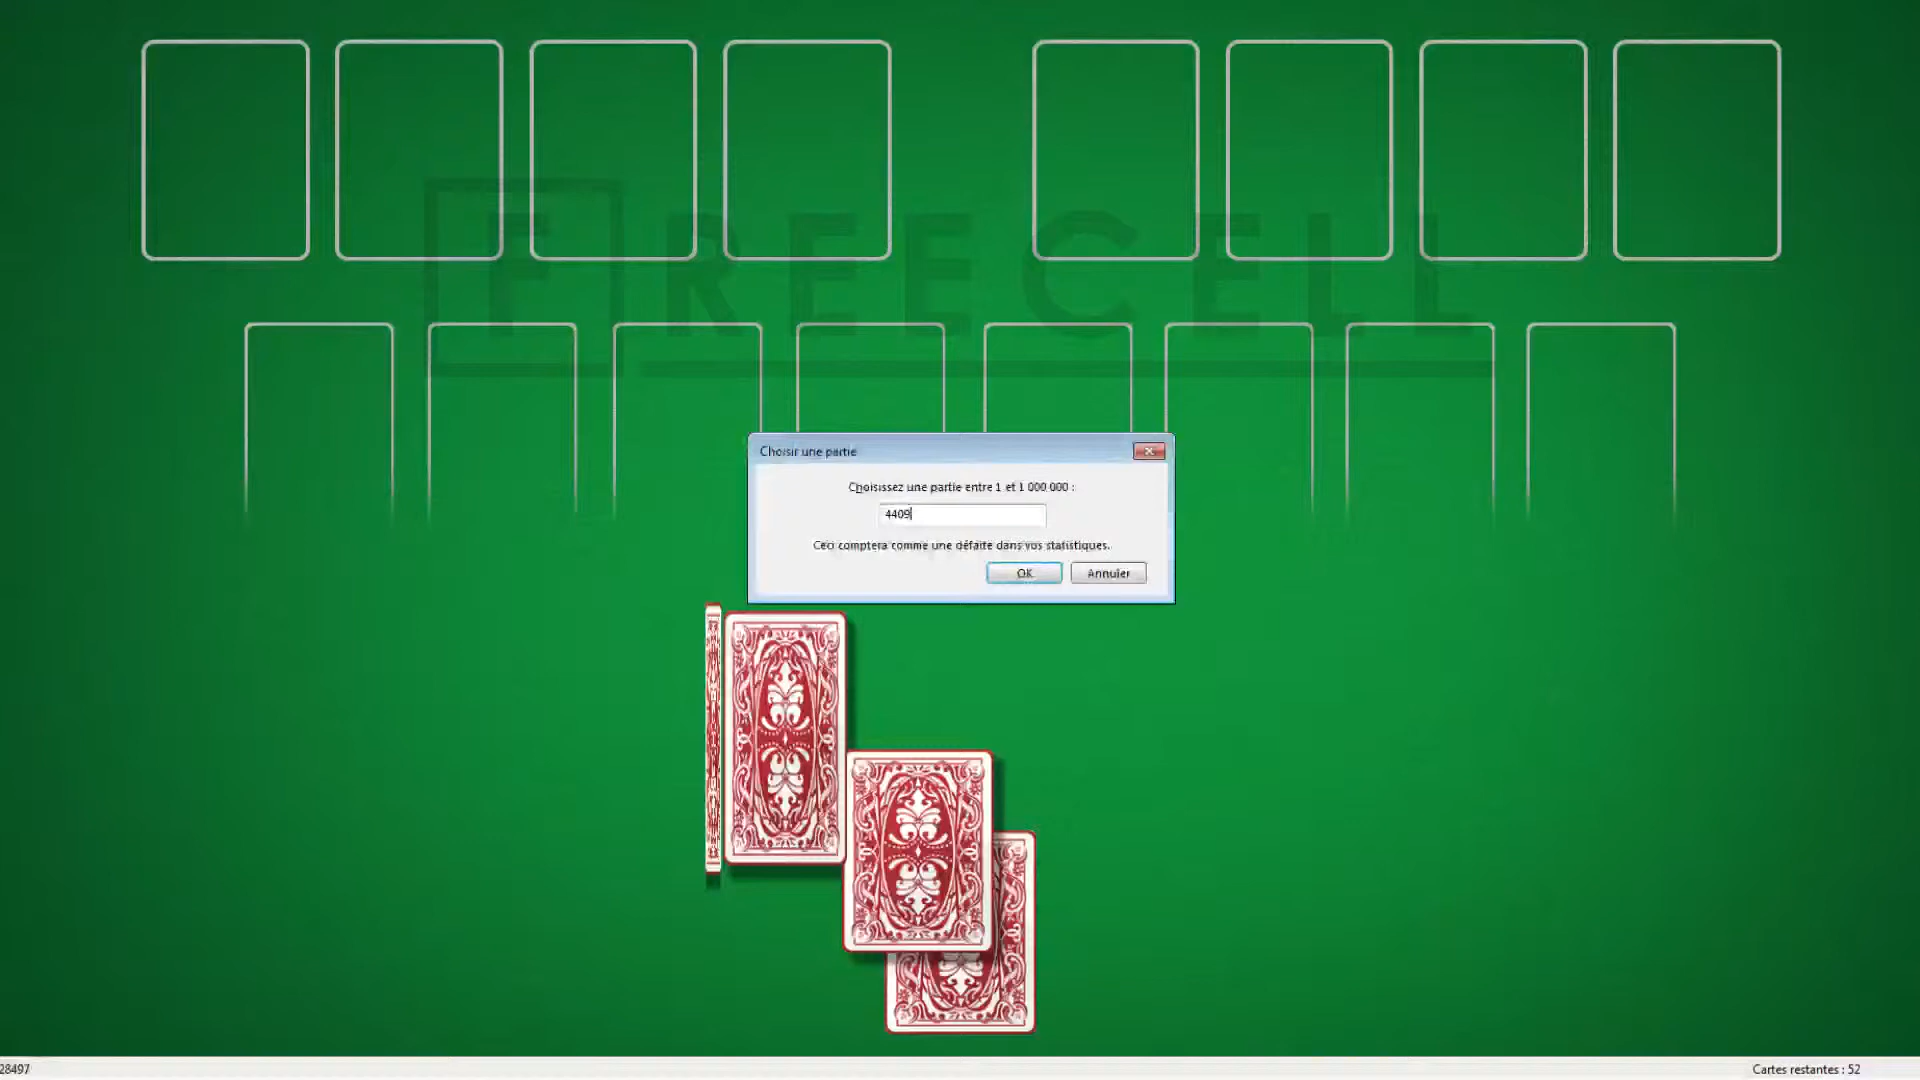 FREECELL
Choisir une partie
Choisissez une partie entre 1 et 1 000 000 :
4409
Ceci comptera comme une défaite dans vos statistiques.
OK
Annuler
28497
Cartes restantes : 52